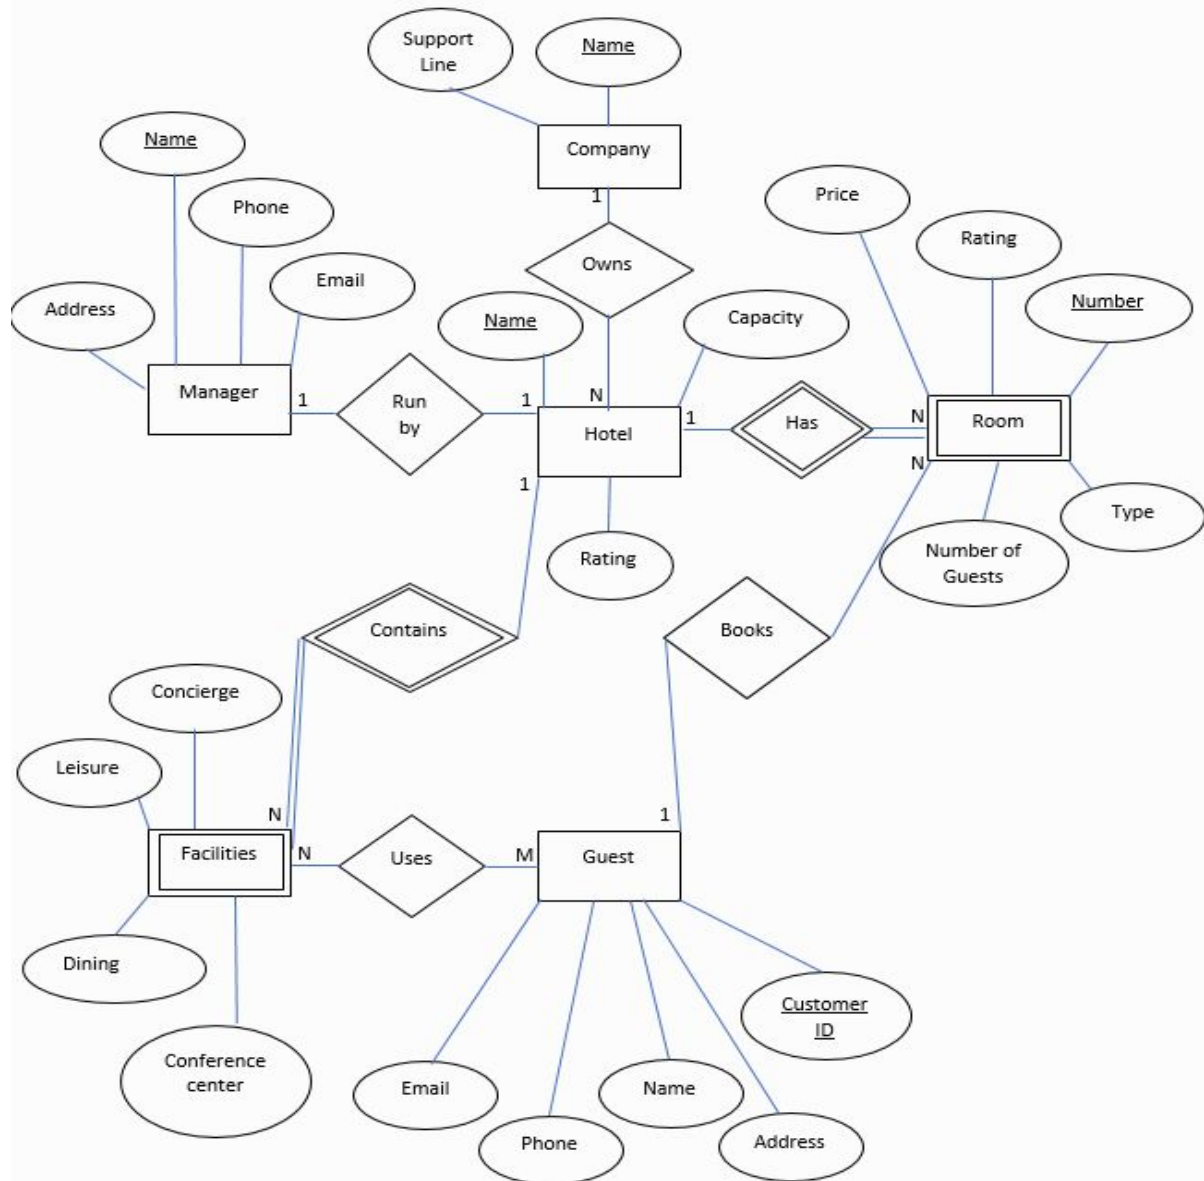 Support
Line
Name
Company
1
Owns
N
Name
Phone
Email
Address
Manager
1
Run
by
1
Name
Capacity
Hotel
1
1
Rating
Has
N
N
Price
Rating
Number
Room
Type
Number of
Guests
Contains
Books
Concierge
Leisure
N
Facilities
N
Uses
M
1
Guest
Dining
Conference
center
Customer
ID
Email
Name
Phone
Address